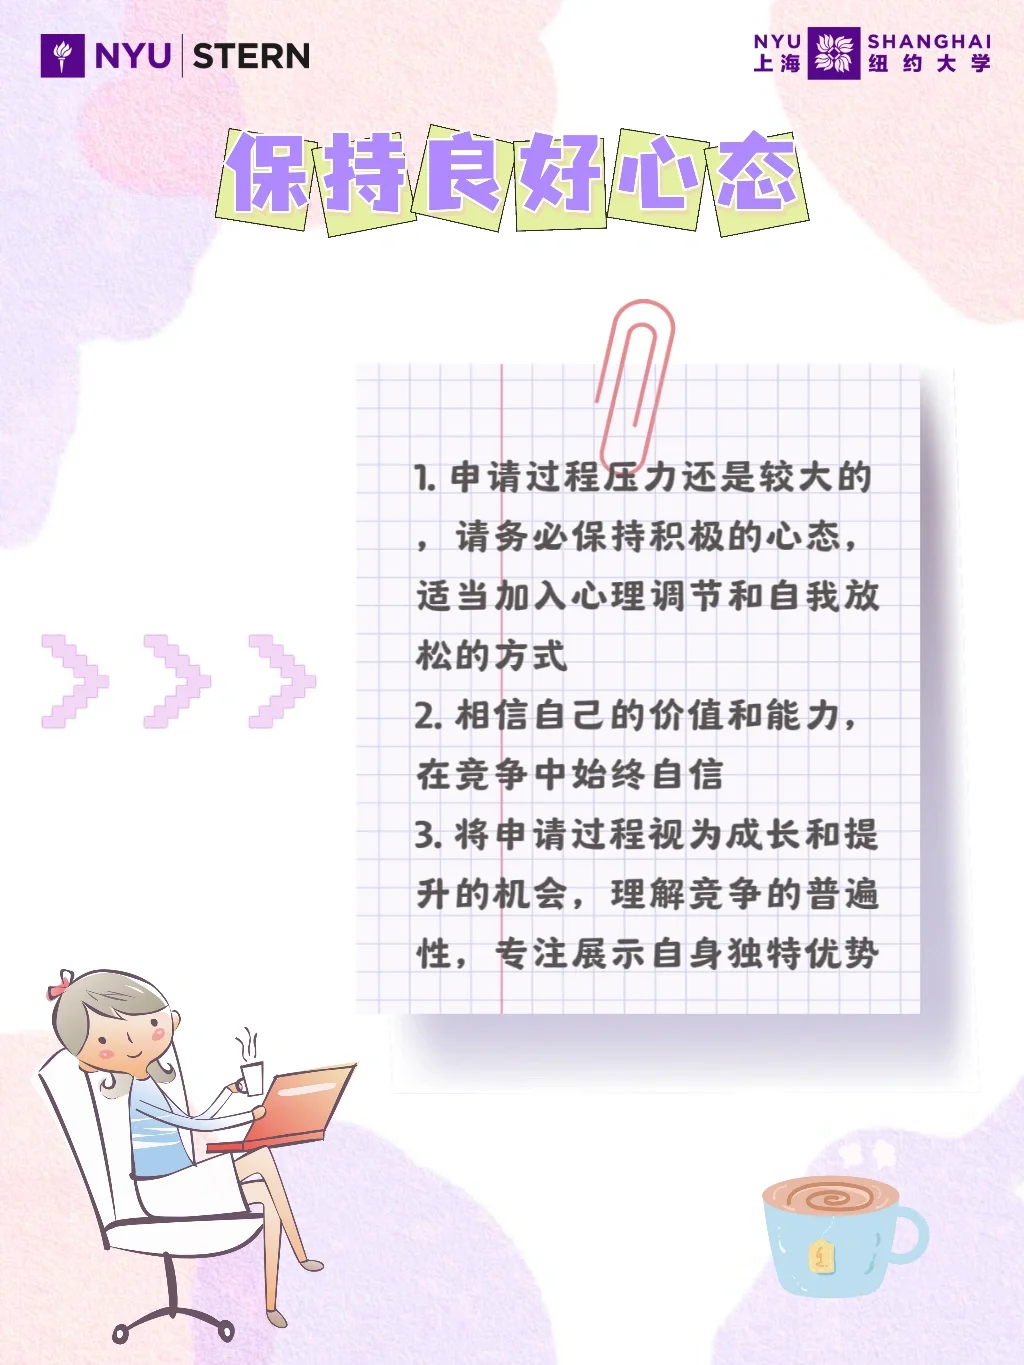 NYU | STERN
NYU SHANGHAI
上海 纽约大学
保持良好心态
1. 申请过程压力还是较大的
，请务必保持积极的心态，
适当加入心理调节和自我放
松的方式
2. 相信自己的价值和能力，
在竞争中始终自信
3. 将申请过程视为成长和提
升的机会，理解竞争的普遍
性，专注展示自身独特优势